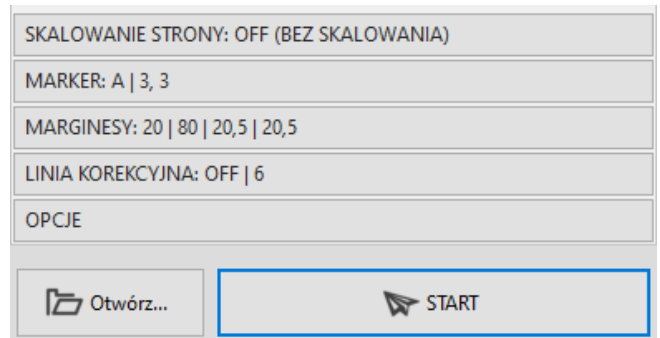 SKALOWANIE STRONY: OFF (BEZ SKALOWANIA)
MARKER: A | 3, 3
MARGINESY: 20 | 80 | 20,5 | 20,5
LINIA KOREKCYJNA: OFF | 6
OPCJE
Otwórz... START